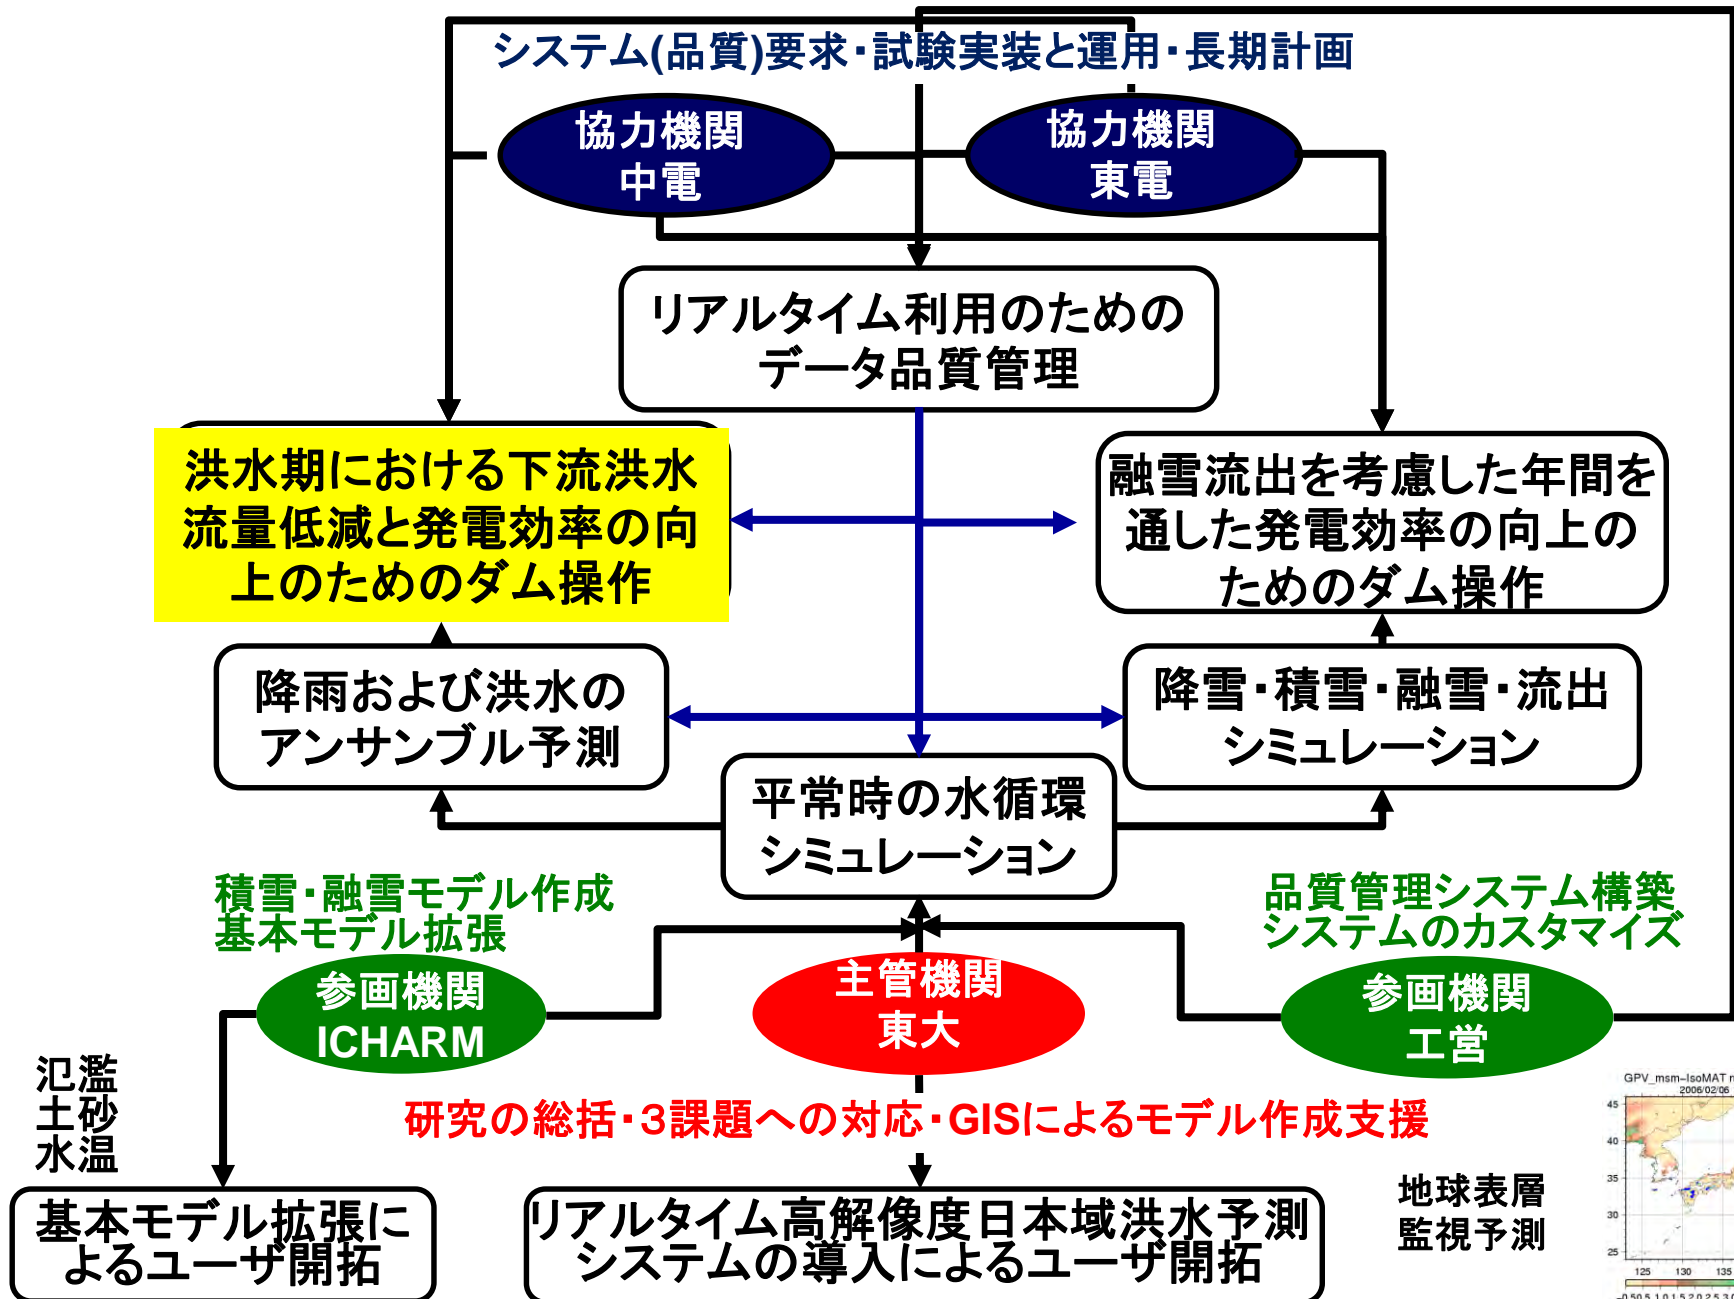 システム(品質)要求・試験実装と運用・長期計画
協力機関
中電
協力機関
東電
リアルタイム利用のための
データ品質管理
洪水期における下流洪水
流量低減と発電効率の向
上のためのダム操作
融雪流出を考慮した年間を
通した発電効率の向上の
ためのダム操作
降雨および洪水の
アンサンブル予測
降雪・積雪・融雪・流出
シミュレーション
平常時の水循環
シミュレーション
積雪・融雪モデル作成
基本モデル拡張
品質管理システム構築
システムのカスタマイズ
参画機関
ICHARM
主管機関
東大
参画機関
工営
氾濫
土砂
水温
研究の総括・3課題への対応・GISによるモデル作成支援
基本モデル拡張に
よるユーザ開拓
リアルタイム高解像度日本域洪水予測
システムの導入によるユーザ開拓
地球表層
監視予測
GPV_msm-IsoMAT
2006/02/06
45
40
35
30
25
125 130 135